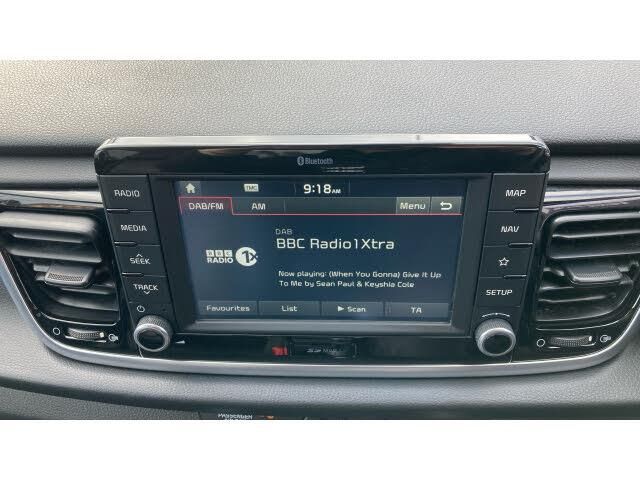 Bluetooth
RADIO
MEDIA
SEEK
TRACK
TMC
9:18AM
DAB/FM
AM
Menu
DAB
BBC Radio1Xtra
BBC
RADIO
1X
Now playing: (When You Gonna) Give It Up
To Me by Sean Paul & Keyshia Cole
Favourites
List
Scan
TA
MAP
NAV
SETUP
PASSENGER